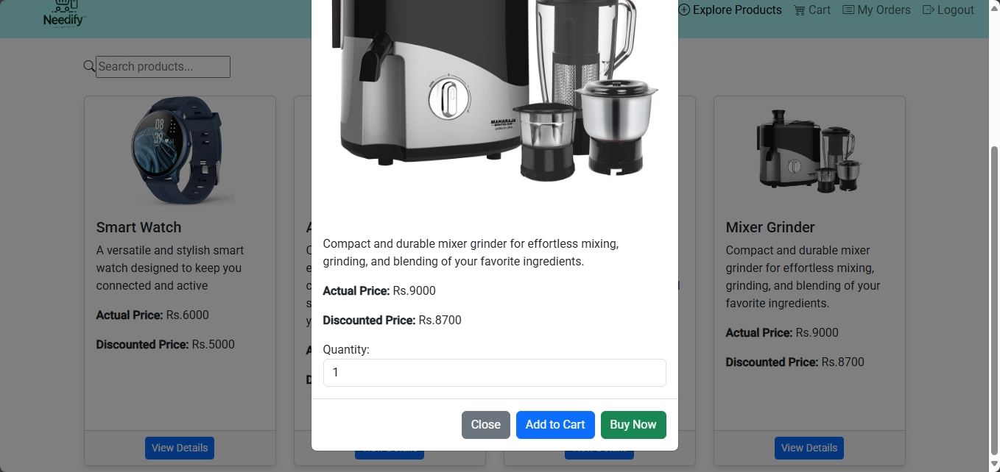 Needify
Explore Products
Cart
My Orders
Logout
Search products...
08
39
Smart Watch
A versatile and stylish smart
watch designed to keep you
connected and active
Actual Price: Rs.6000
Discounted Price: Rs.5000
View Details
MAHARAJA
WHITELINE
Compact and durable mixer grinder for effortless mixing,
grinding, and blending of your favorite ingredients.
Actual Price: Rs.9000
Discounted Price: Rs.8700
Quantity:
1
Close
Add to Cart
Buy Now
Mixer Grinder
Compact and durable mixer
grinder for effortless mixing,
grinding, and blending of your
favorite ingredients.
Actual Price: Rs.9000
Discounted Price: Rs.8700
View Details